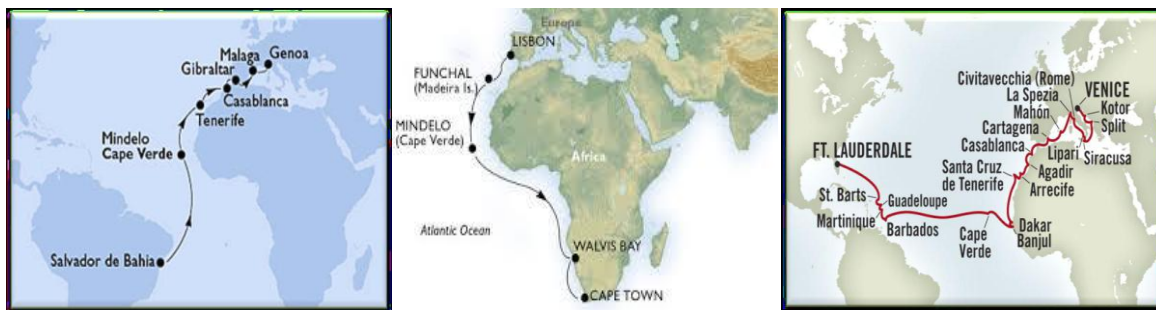 Malaga
Genoa
Gibraltar
Casablanca
Tenerife
Mindelo
Cape Verde
Salvador de Bahia
Europe
LISBON
FUNCHAL
(Madeira Is.)
MINDELO
(Cape Verde)
Africa
Atlantic Ocean
WALVIS BAY
CAPE TOWN
Civitavecchia (Rome)
La Spezia
VENICE
Mahón
Kotor
Cartagena
Split
Casablanca
Lipari
Siracusa
FT. LAUDERDALE
Santa Cruz
de Tenerife
Agadir
Arrecife
St. Barts
Guadeloupe
Martinique
Barbados
Cape
Verde
Dakar
Banjul